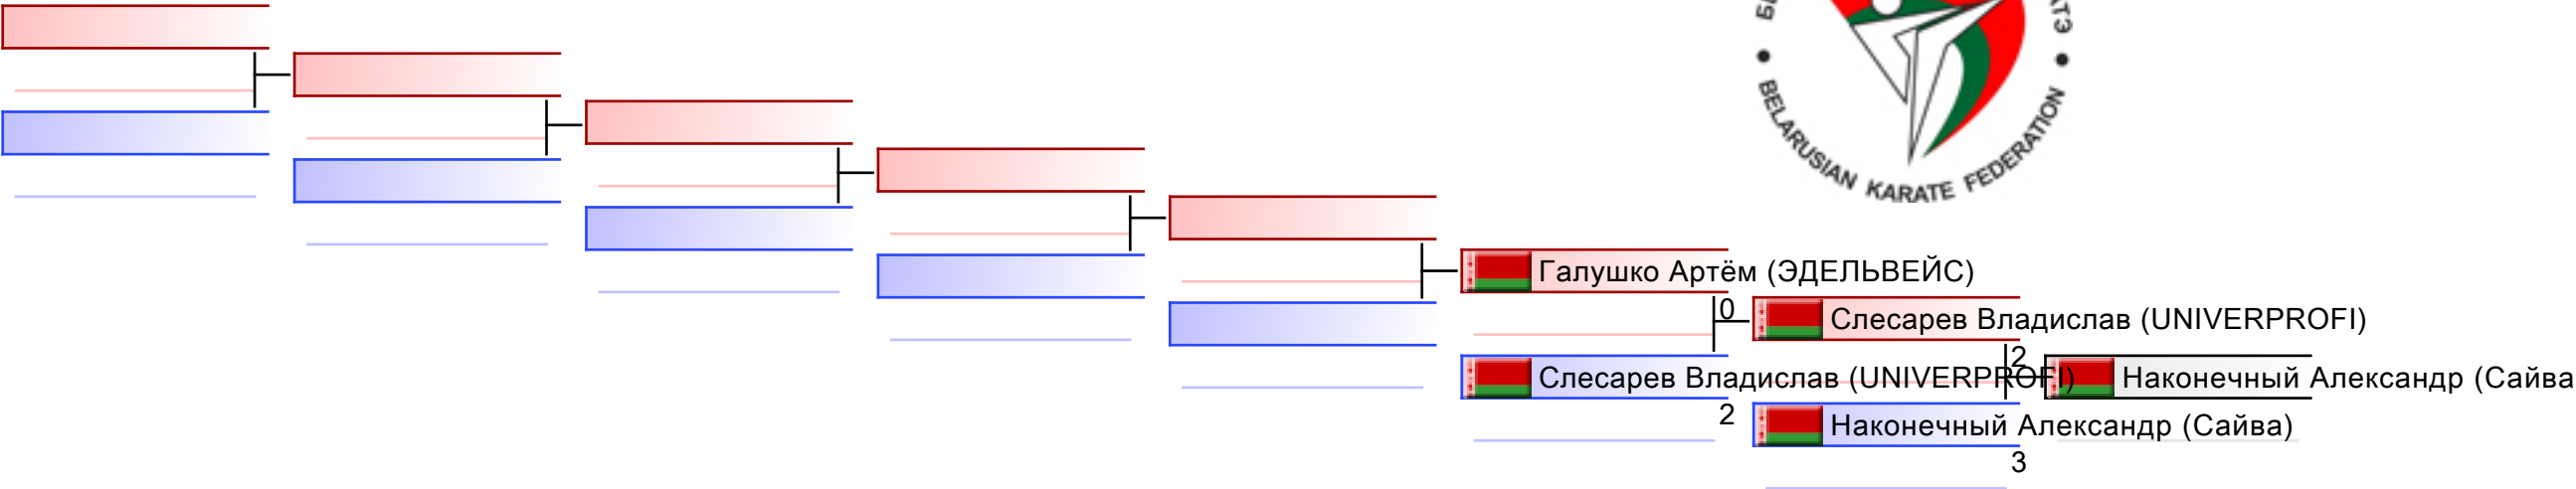 BELARUSIAN KARATE FEDERATION
Галушко Артём (ЭДЕЛЬВЕЙС)
0
Слесарев Владислав (UNIVERPROFI)
2
Слесарев Владислав (UNIVERPROFI)
Наконечный Александр (Сайва
2
Наконечный Александр (Сайва)
3